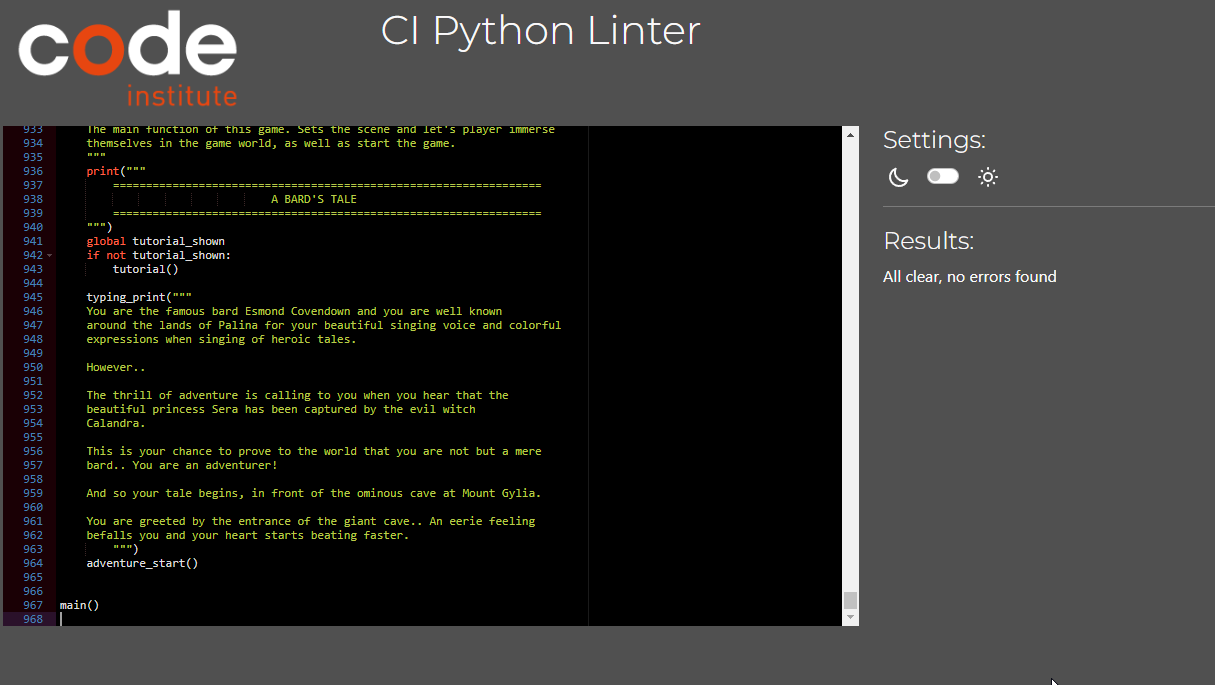 code
institute
CI Python Linter
933 The main function of this game. Sets the scene and let's player immerse
934 themselves in the game world, as well as start the game.
935 """
936 print("""
937 =================================================================
938 A BARD'S TALE
939 =================================================================
940 """)
941 global tutorial_shown
942 if not tutorial_shown:
943 tutorial()
944
945 typing_print("""
946 You are the famous bard Esmond Covendown and you are well known
947 around the lands of Palina for your beautiful singing voice and colorful
948 expressions when singing of heroic tales.
949
950 However..
951
952 The thrill of adventure is calling to you when you hear that the
953 beautiful princess Sera has been captured by the evil witch
954 Calandra.
955
956 This is your chance to prove to the world that you are not but a mere
957 bard.. You are an adventurer!
958
959 And so your tale begins, in front of the ominous cave at Mount Gylia.
960
961 You are greeted by the entrance of the giant cave.. An eerie feeling
962 befalls you and your heart starts beating faster.
963 """)
964 adventure_start()
965
966
967 main()
968
Settings:
Results:
All clear, no errors found